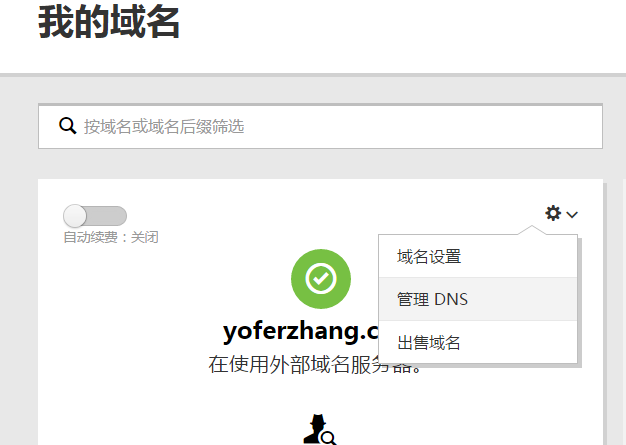 我的域名
按域名或域名后缀筛选
自动续费：关闭
域名设置
管理 DNS
出售域名
yoferzhang.c
在使用外部域名服务器。